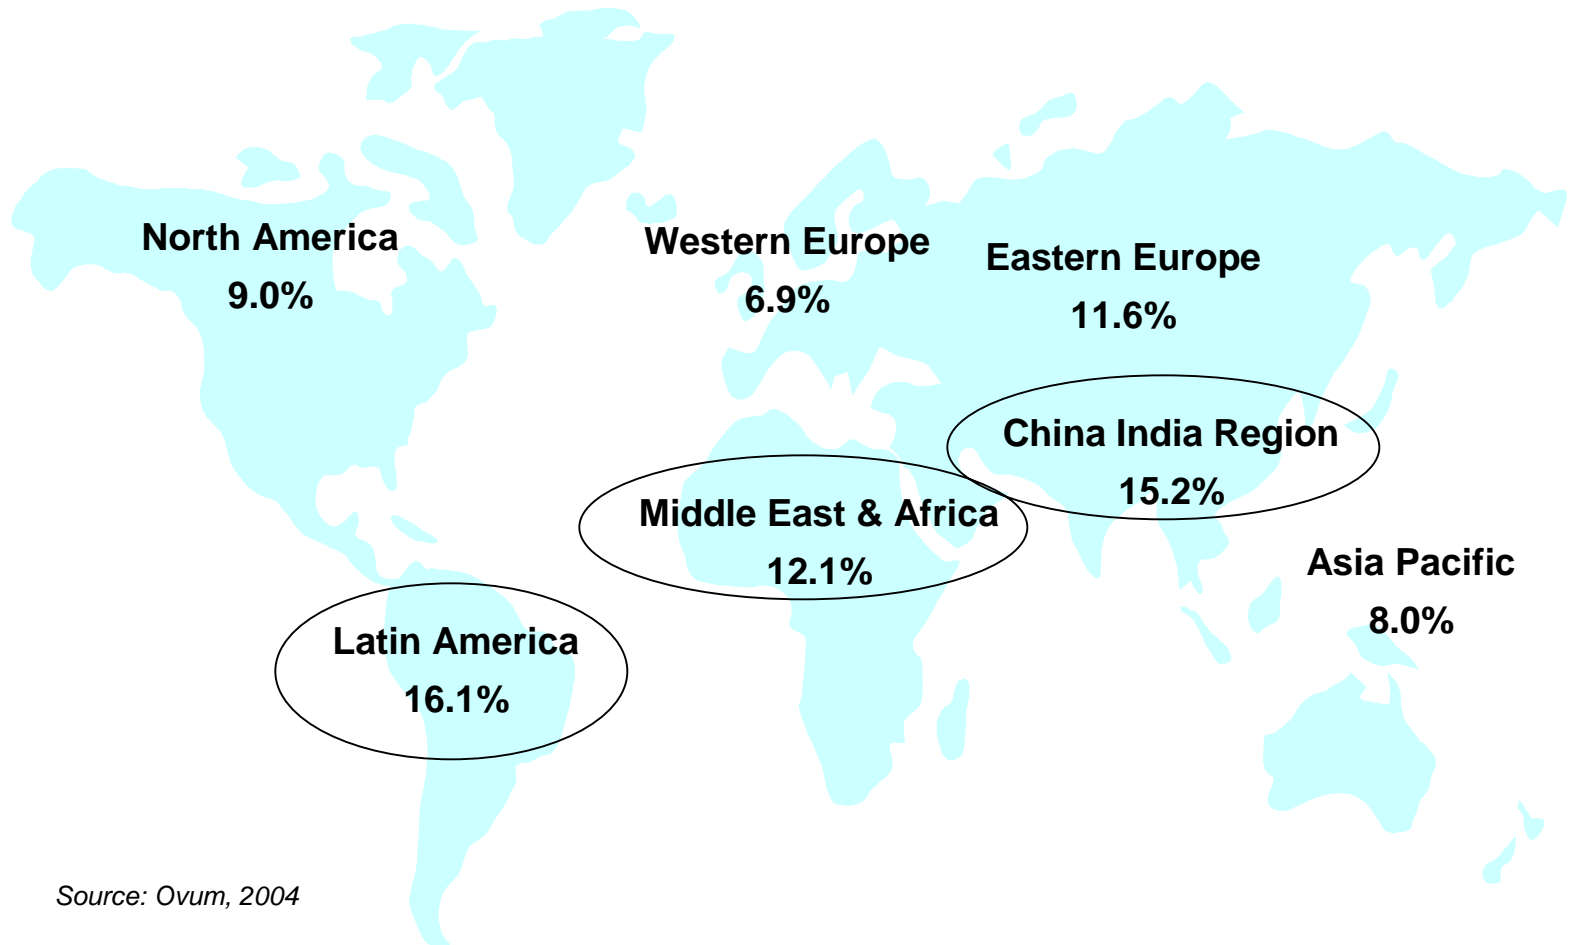 North America
9.0%
Western Europe
6.9%
Eastern Europe
11.6%
China India Region
15.2%
Middle East & Africa
12.1%
Asia Pacific
8.0%
Latin America
16.1%
Source: Ovum, 2004